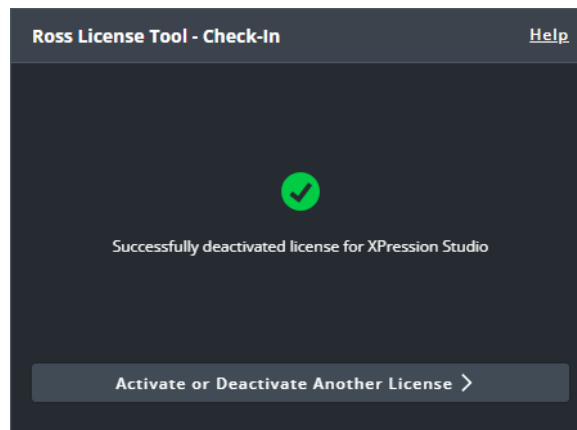 Ross License Tool - Check-In Help
Successfully deactivated license for XPression Studio
Activate or Deactivate Another License >